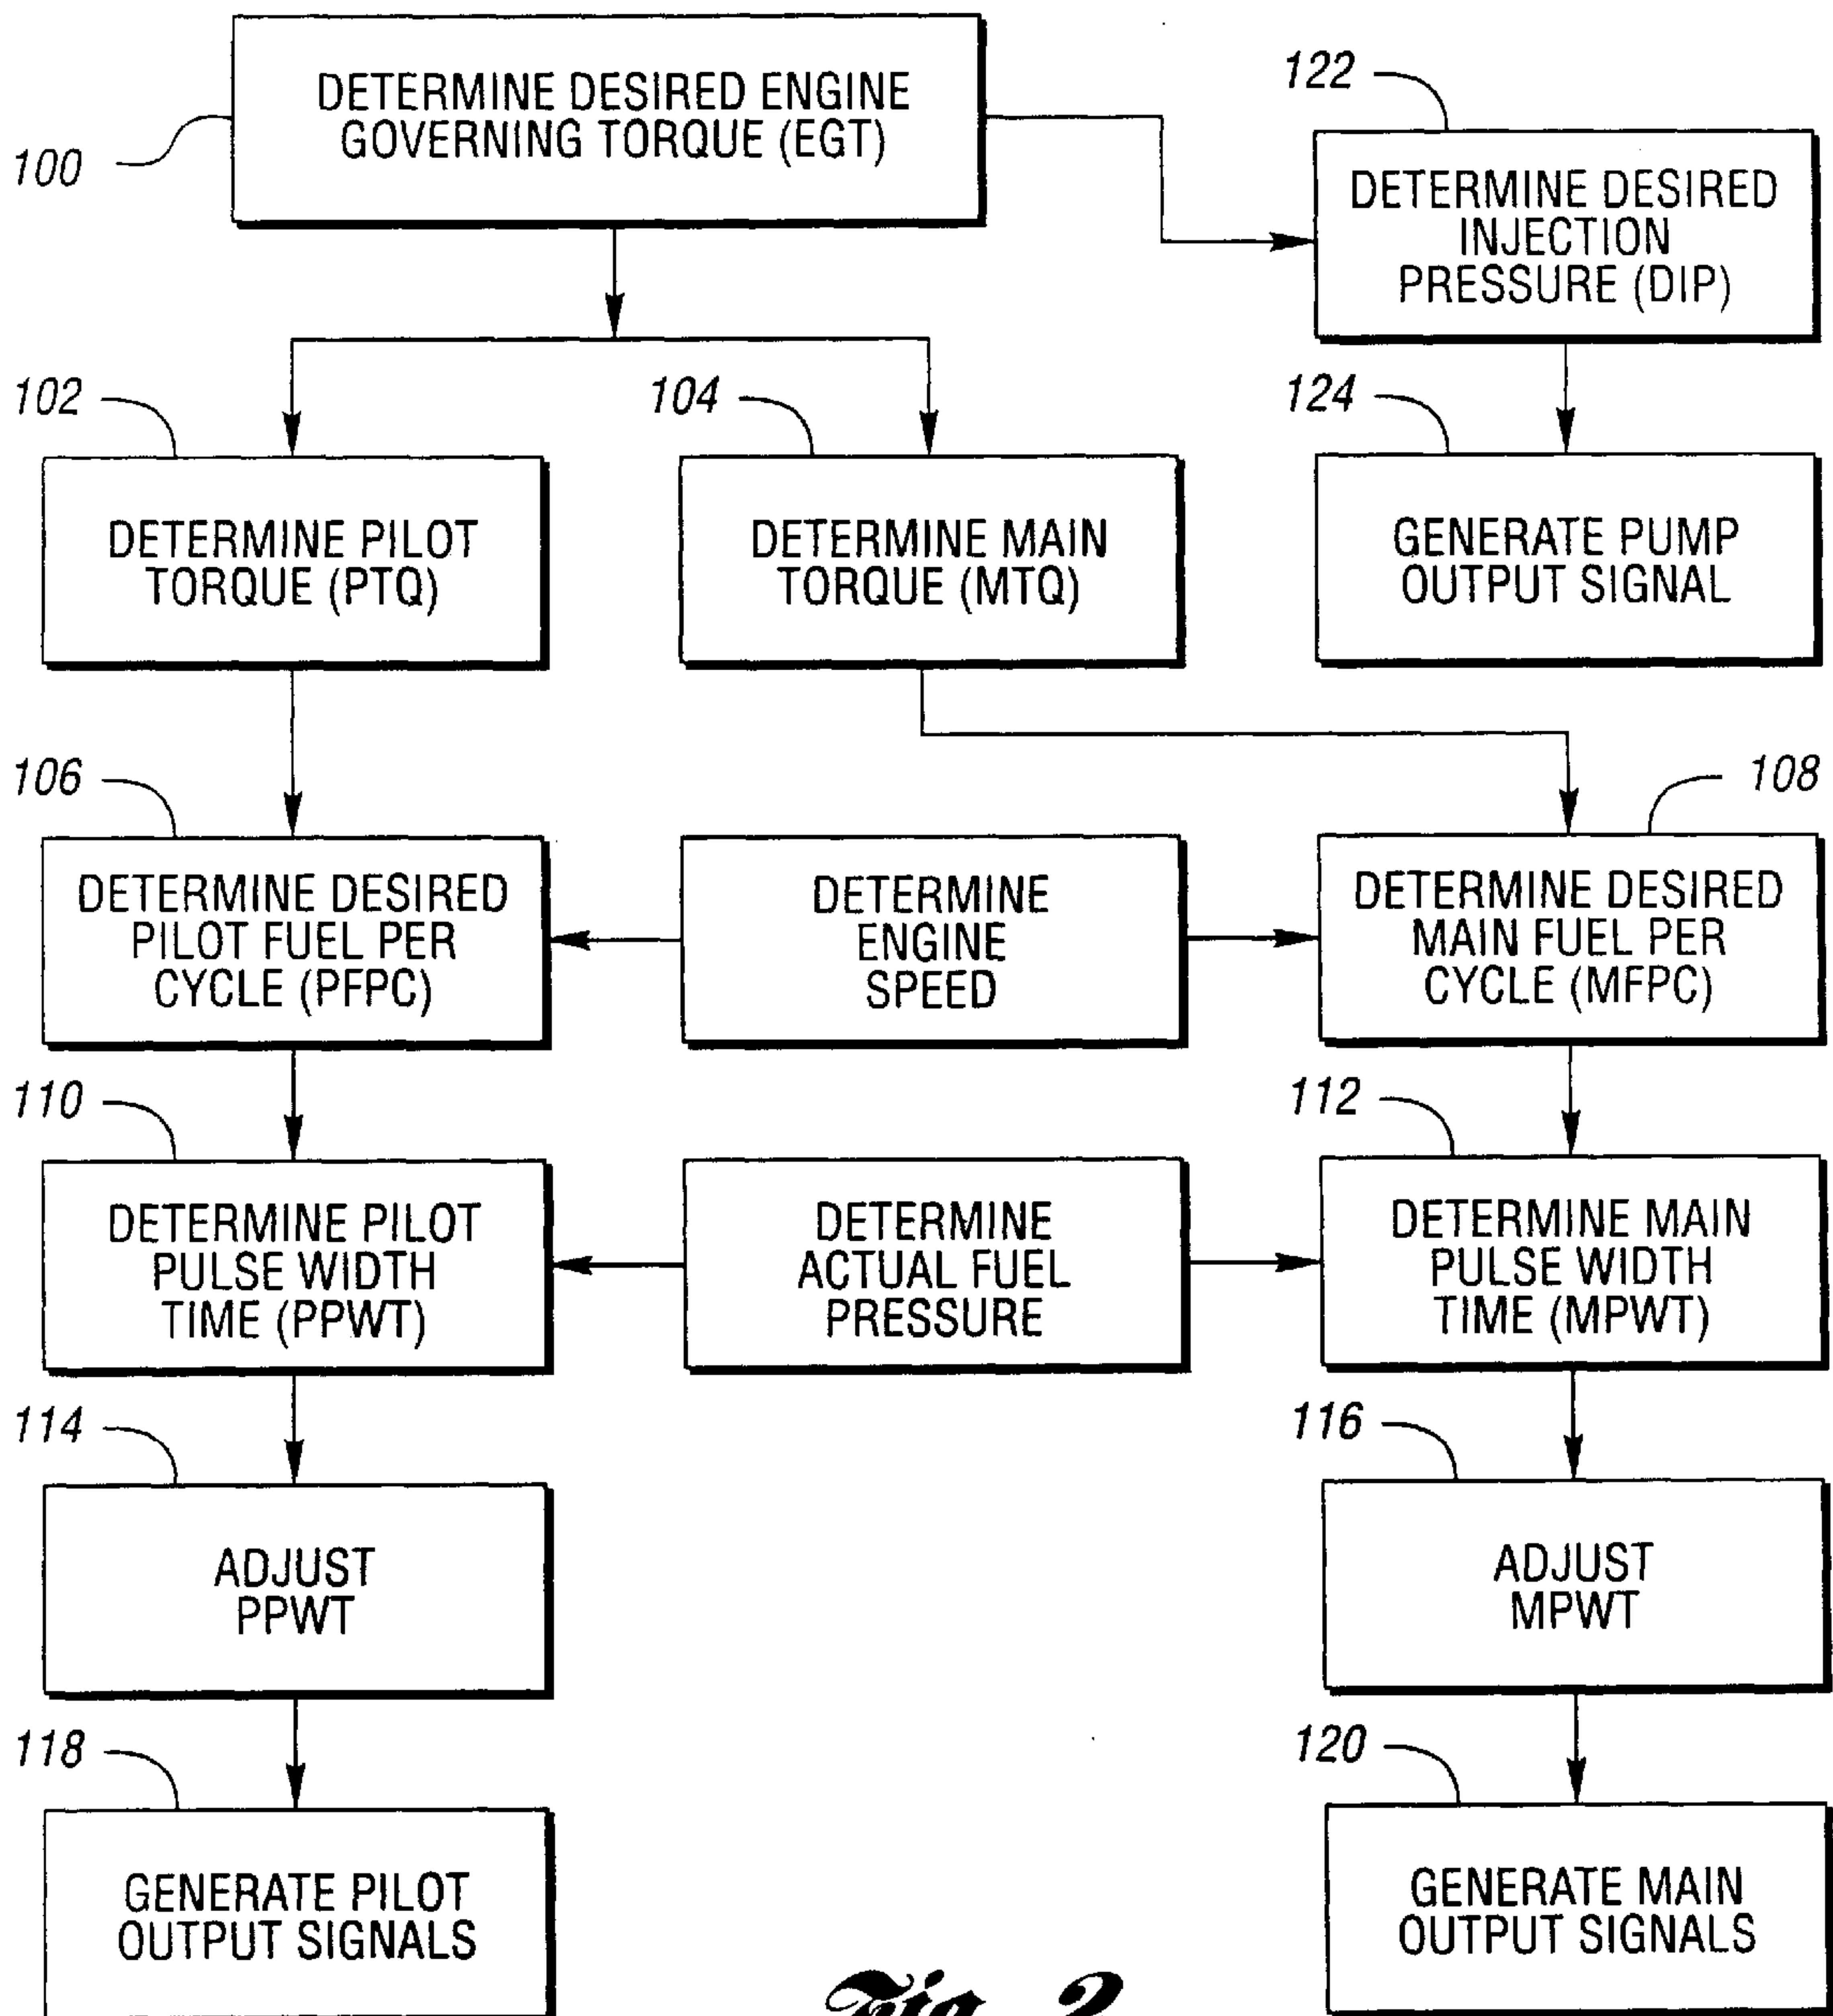 DETERMINE DESIRED ENGINE
GOVERNING TORQUE (EGT)
100
122
DETERMINE DESIRED
INJECTION
PRESSURE (DIP)
102
104
124
DETERMINE PILOT
TORQUE (PTQ)
DETERMINE MAIN
TORQUE (MTQ)
GENERATE PUMP
OUTPUT SIGNAL
106
108
DETERMINE DESIRED
PILOT FUEL PER
CYCLE (PFPC)
DETERMINE
ENGINE
SPEED
DETERMINE DESIRED
MAIN FUEL PER
CYCLE (MFPC)
110
112
DETERMINE PILOT
PULSE WIDTH
TIME (PPWT)
DETERMINE
ACTUAL FUEL
PRESSURE
DETERMINE MAIN
PULSE WIDTH
TIME (MPWT)
114
116
ADJUST
PPWT
ADJUST
MPWT
118
120
GENERATE PILOT
OUTPUT SIGNALS
GENERATE MAIN
OUTPUT SIGNALS
Fig. 2